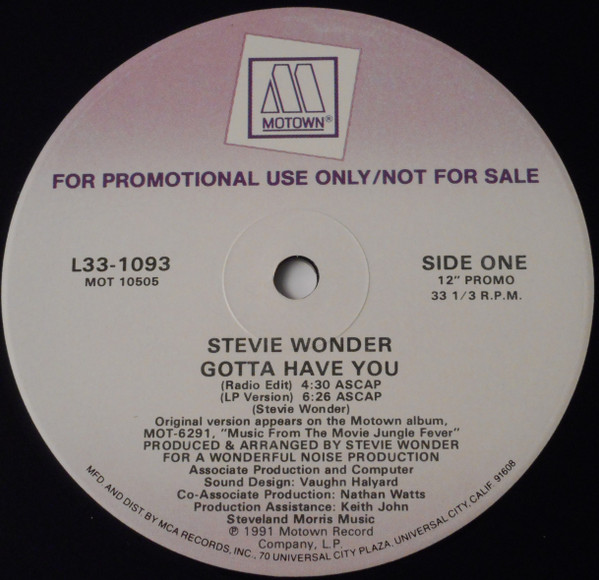 MOTOWN®
FOR PROMOTIONAL USE ONLY/NOT FOR SALE
L33-1093
MOT 10505
SIDE ONE
12" PROMO
33 1/3 R.P.M.
STEVIE WONDER
GOTTA HAVE YOU
(Radio Edit) 4:30 ASCAP
(LP Version) 6:26 ASCAP
(Stevie Wonder)
Original version appears on the Motown album,
MOT-6291, "Music From The Movie Jungle Fever"
PRODUCED & ARRANGED BY STEVIE WONDER
FOR A WONDERFUL NOISE PRODUCTION
Associate Production and Computer
Sound Design: Vaughn Halyard
Co-Associate Production: Nathan Watts
Production Assistance: Keith John
Steveland Morris Music
℗ 1991 Motown Record
Company, L.P.
MFD. AND DIST. BY MCA RECORDS, INC., 70 UNIVERSAL CITY PLAZA, UNIVERSAL CITY, CALIF. 91608